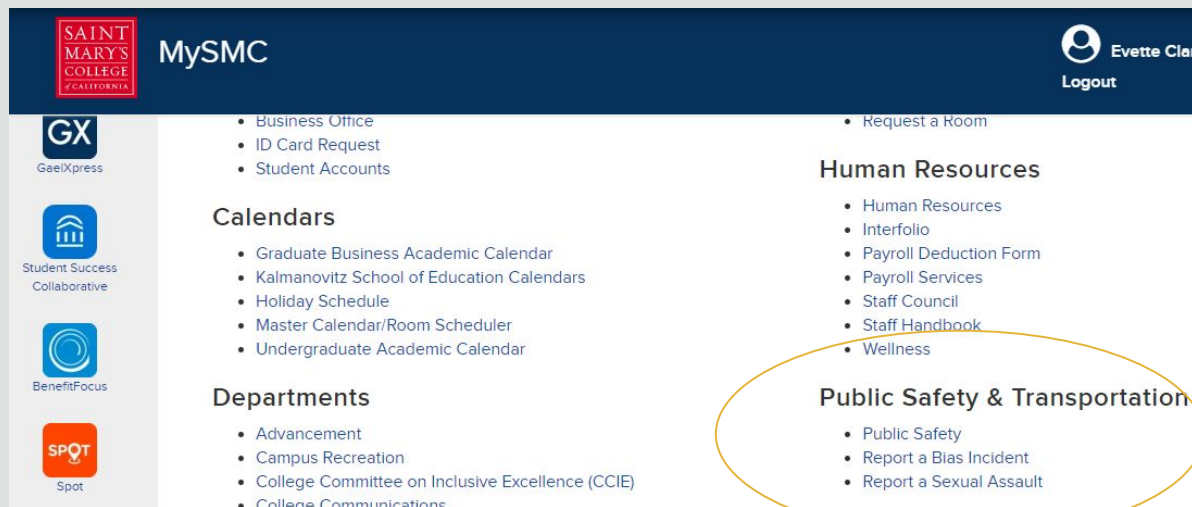 SAINT
MARY'S
COLLEGE
of CALIFORNIA
MySMC
Evette Clar
Logout
GX
GaelXpress
Student Success
Collaborative
BenefitFocus
SPOT
Spot
Business Office
ID Card Request
Student Accounts
Calendars
Graduate Business Academic Calendar
Kalmanovitz School of Education Calendars
Holiday Schedule
Master Calendar/Room Scheduler
Undergraduate Academic Calendar
Departments
Advancement
Campus Recreation
College Committee on Inclusive Excellence (CCIE)
College Communications
Request a Room
Human Resources
Human Resources
Interfolio
Payroll Deduction Form
Payroll Services
Staff Council
Staff Handbook
Wellness
Public Safety & Transportation
Public Safety
Report a Bias Incident
Report a Sexual Assault